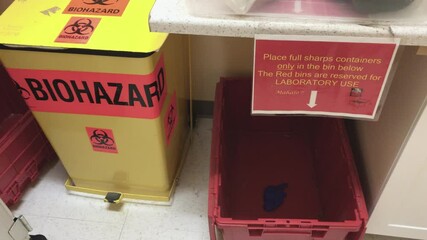 BIOHAZARD
BIOHAZARD
BIOHAZARD
Place full sharps containers
only in the bin below
The Red bins are reserved for
LABORATORY USE